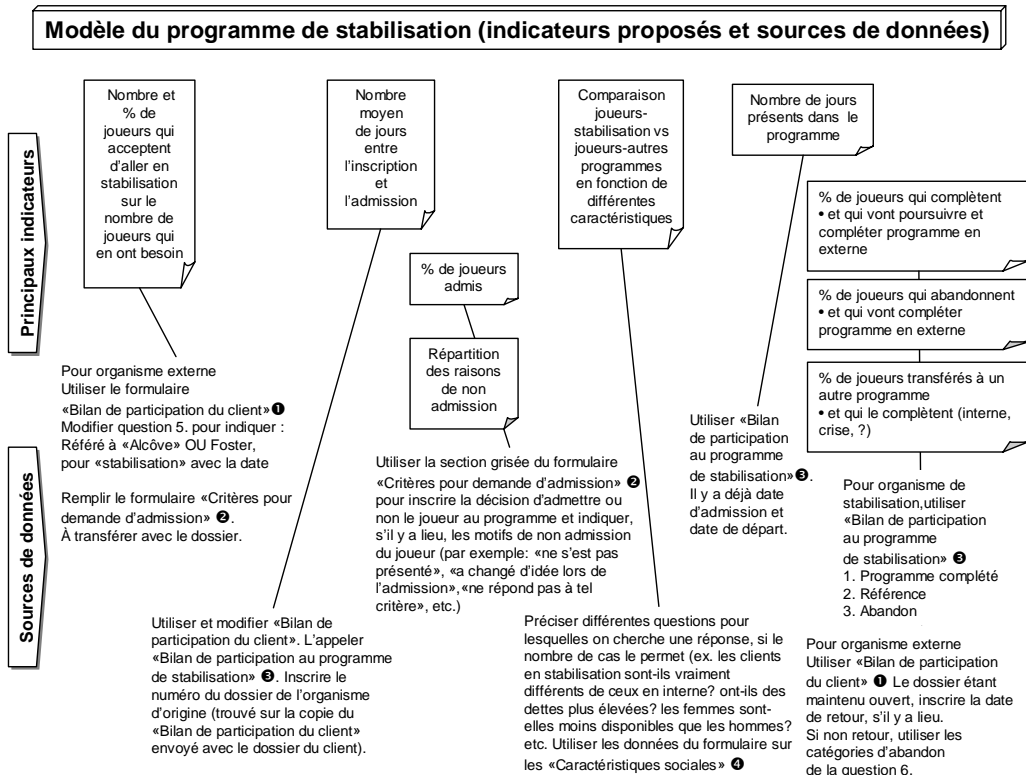 Modèle du programme de stabilisation (indicateurs proposés et sources de données)
Principaux indicateurs
Nombre et
% de
joueurs qui
acceptent
d'aller en
stabilisation
sur le
nombre de
joueurs qui
en ont besoin
Nombre
moyen
de jours
entre
l'inscription
et
l'admission
Comparaison
joueurs-
stabilisation vs
joueurs-autres
programmes
en fonction de
différentes
caractéristiques
Nombre de jours
présents dans le
programme
% de joueurs qui complètent
• et qui vont poursuivre et
compléter programme en
externe
% de joueurs
admis
% de joueurs qui abandonnent
• et qui vont compléter
programme en externe
Répartition
des raisons
de non
admission
% de joueurs transférés à un
autre programme
• et qui le complètent (interne,
crise, ?)
Sources de données
Pour organisme externe
Utiliser le formulaire
«Bilan de participation du client»❶
Modifier question 5. pour indiquer :
Référé à «Alcôve» OU Foster,
pour «stabilisation» avec la date
Remplir le formulaire «Critères pour
demande d'admission» ❷.
À transférer avec le dossier.
Utiliser et modifier «Bilan de
participation du client». L'appeler
«Bilan de participation au programme
de stabilisation» ❸. Inscrire le
numéro du dossier de l'organisme
d'origine (trouvé sur la copie du
«Bilan de participation du client»
envoyé avec le dossier du client).
Utiliser la section grisée du formulaire
«Critères pour demande d'admission» ❷
pour inscrire la décision d'admettre ou
non le joueur au programme et indiquer,
s'il y a lieu, les motifs de non admission
du joueur (par exemple: «ne s'est pas
présenté», «a changé d'idée lors de
l'admission»,«ne répond pas à tel
critère», etc.)
Préciser différentes questions pour
lesquelles on cherche une réponse, si le
nombre de cas le permet (ex. les clients
en stabilisation sont-ils vraiment
différents de ceux en interne? ont-ils des
dettes plus élevées? les femmes sont-
elles moins disponibles que les hommes?
etc. Utiliser les données du formulaire sur
les «Caractéristiques sociales» ❹
Utiliser «Bilan
de participation
au programme
de stabilisation»❸.
Il y a déjà date
d'admission et
date de départ.
Pour organisme de
stabilisation,utiliser
«Bilan de participation
au programme
de stabilisation» ❸
1. Programme complété
2. Référence
3. Abandon
Pour organisme externe
Utiliser «Bilan de participation
du client» ❶ Le dossier étant
maintenu ouvert, inscrire la date
de retour, s'il y a lieu.
Si non retour, utiliser les
catégories d'abandon
de la question 6.